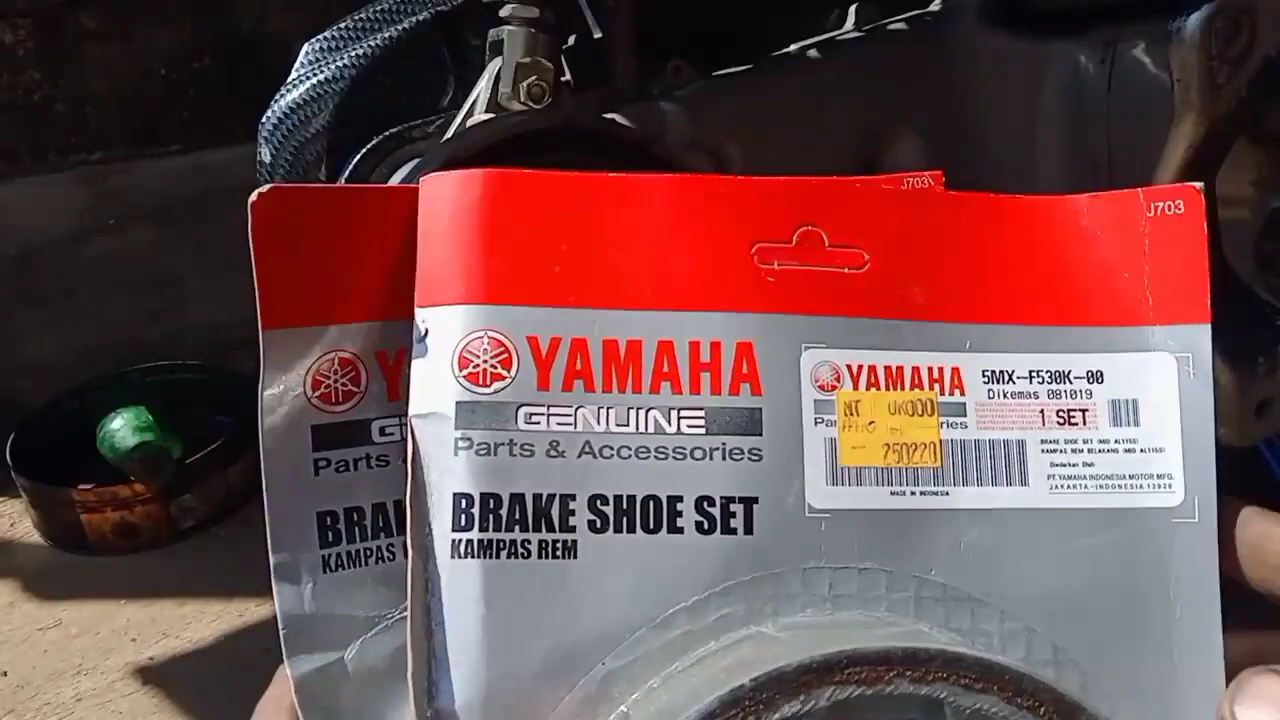 J703
J703
YAMAHA
GENUINE
Parts & Accessories
BRAKE SHOE SET
KAMPAS REM
YAMAHA
5MX-F530K-00
Dikemas 081019
1 SET
250220
BRAKE SHOE SET (MIO AL115S)
KAMPAS REM BELAKANG (MIO AL115S)
Diedarkan Oleh
PT.YAMAHA INDONESIA MOTOR MFG.
JAKARTA-INDONESIA 13920
MADE IN INDONESIA
Y
G
Parts
BRAK
KAMPAS